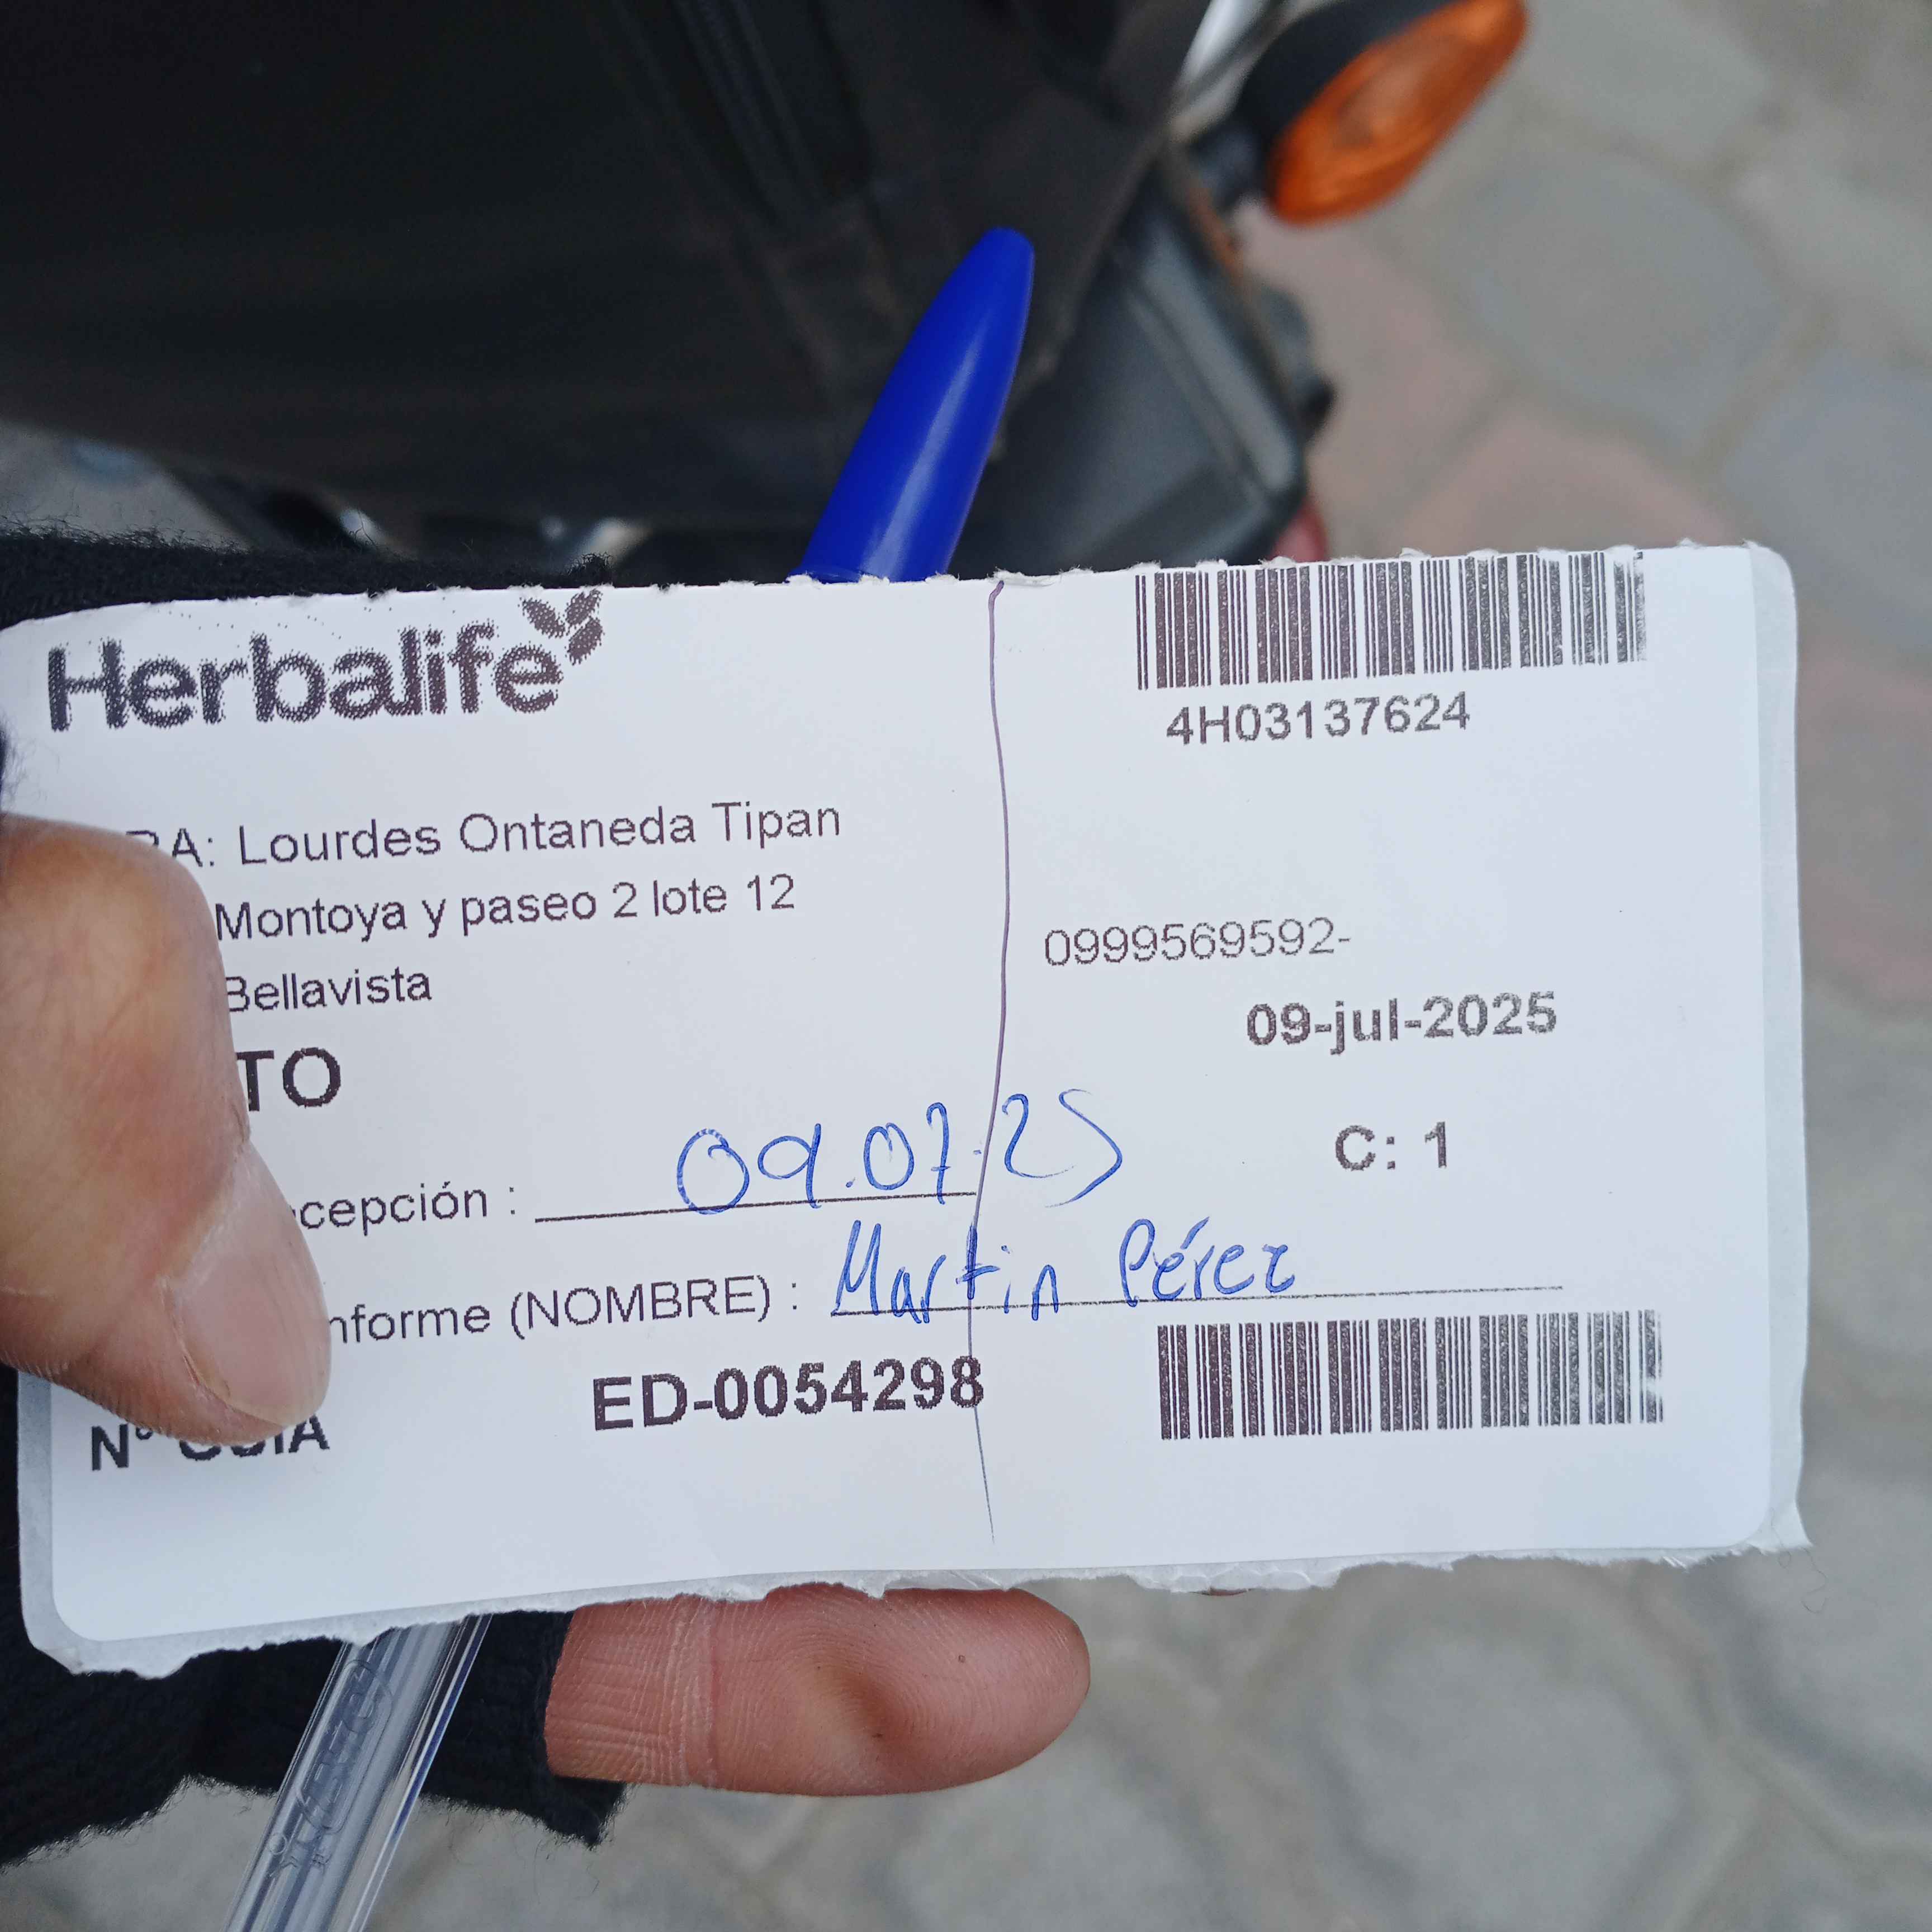 Herbalife
4H03137624
RA: Lourdes Ontaneda Tipan
Montoya y paseo 2 lote 12
0999569592-
Bellavista
09-jul-2025
TO
C: 1
cepción : 09.07.25
nforme (NOMBRE) : Martin Pérez
N° GUIA ED-0054298